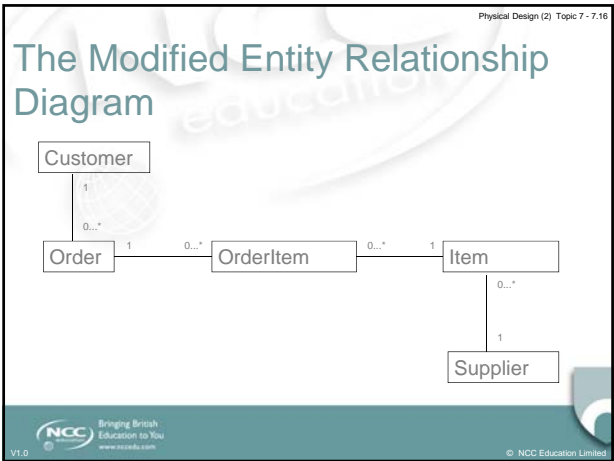 Physical Design (2) Topic 7 - 7.16
The Modified Entity Relationship
Diagram
Customer
1
0...*
Order
1
0...*
OrderItem
0...*
1
Item
0...*
1
Supplier
NCC
education
Bringing British
Education to You
www.nccedu.com
V1.0
© NCC Education Limited